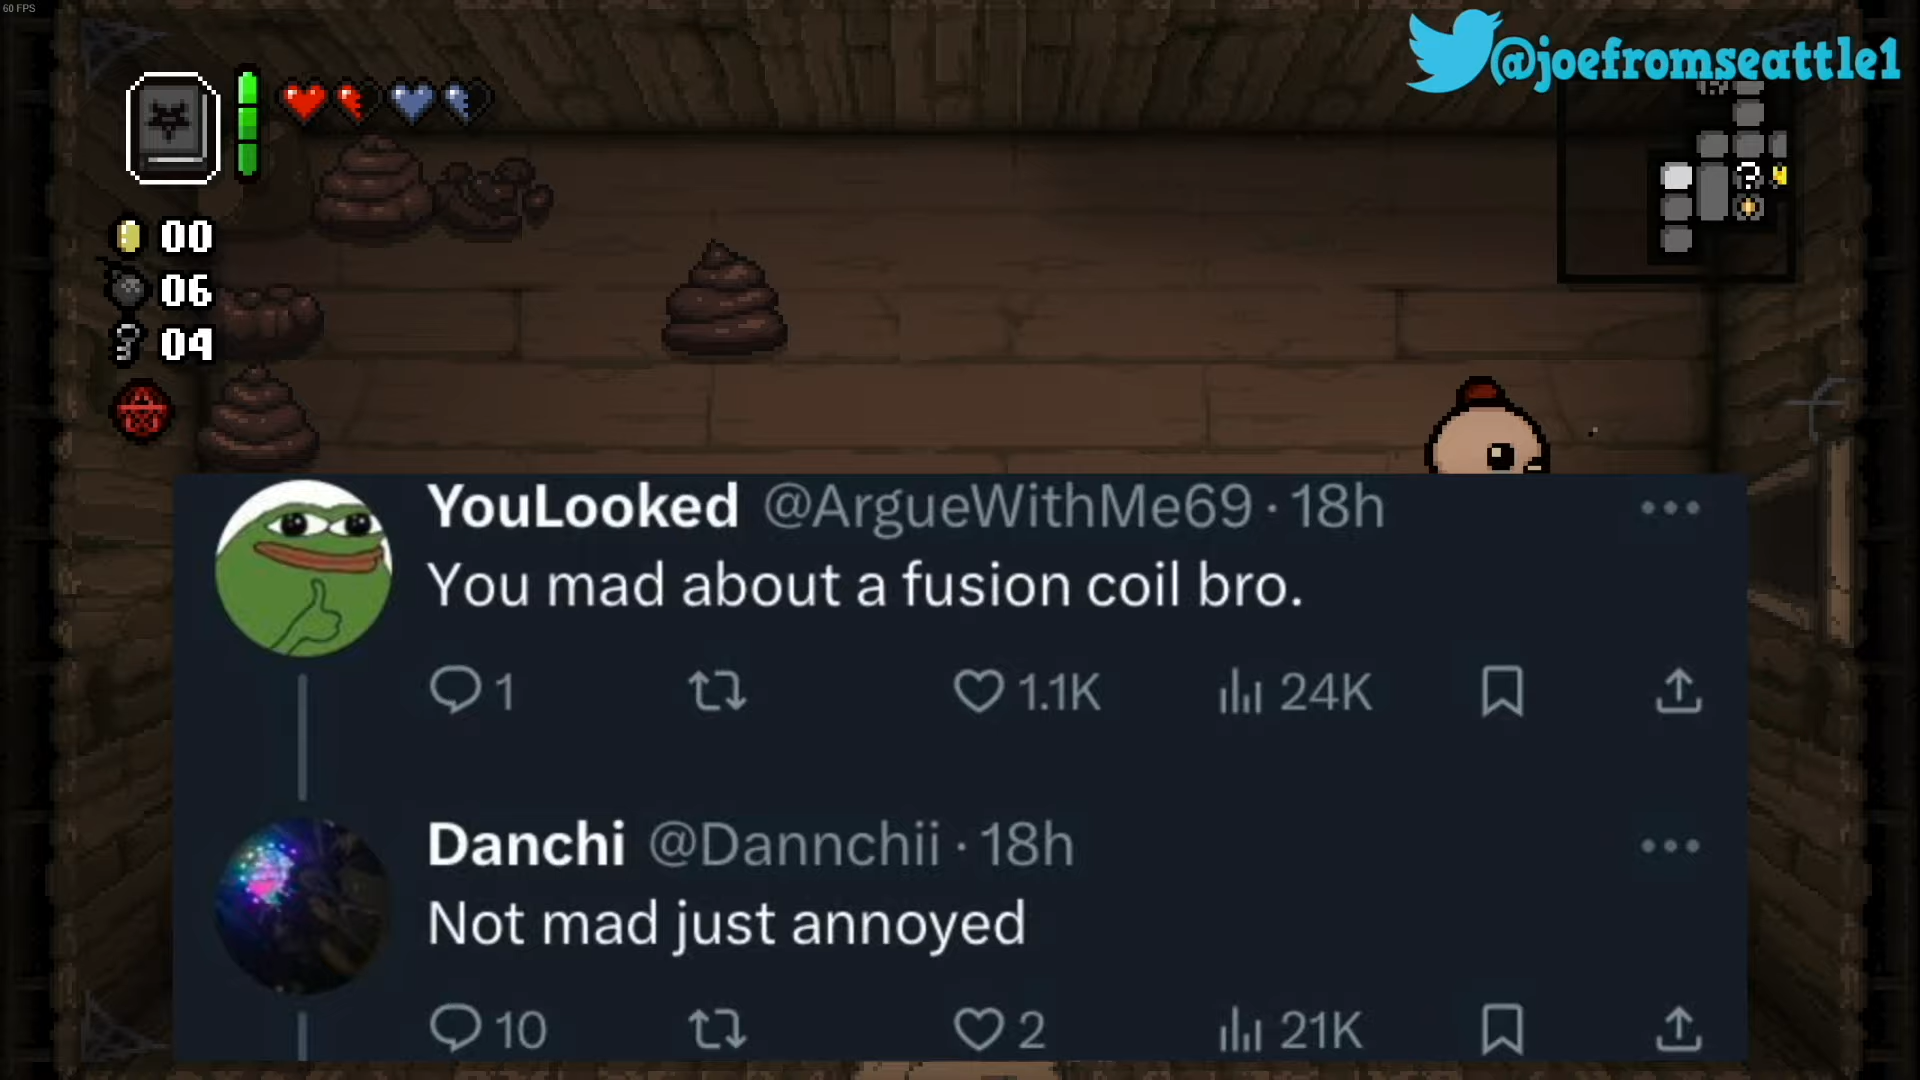 60 FPS
@joefromseattle1
00
06
04
?
YouLooked @ArgueWithMe69 · 18h
You mad about a fusion coil bro.
1 1.1K 24K
Danchi @Dannchii · 18h
Not mad just annoyed
10 2 21K